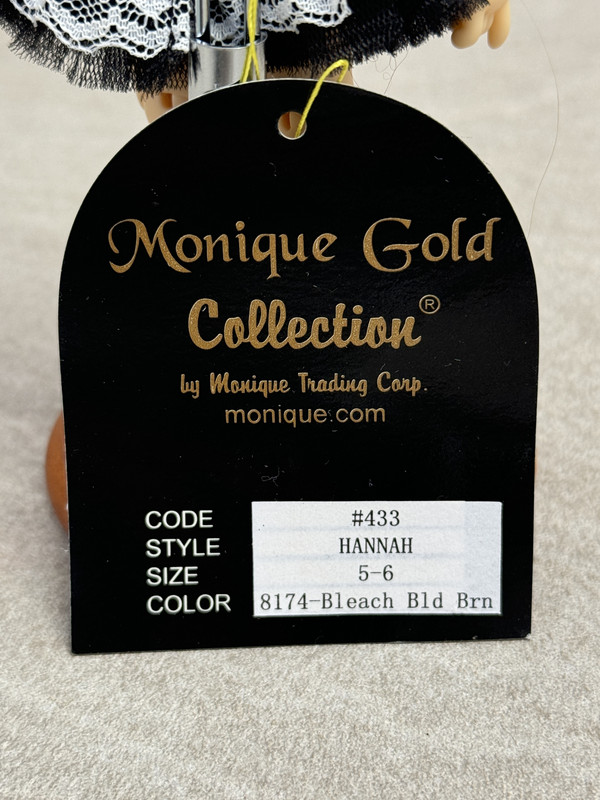 Monique Gold
Collection®
by Monique Trading Corp.
monique.com
CODE #433
STYLE HANNAH
SIZE 5-6
COLOR 8174-Bleach Bld Brn